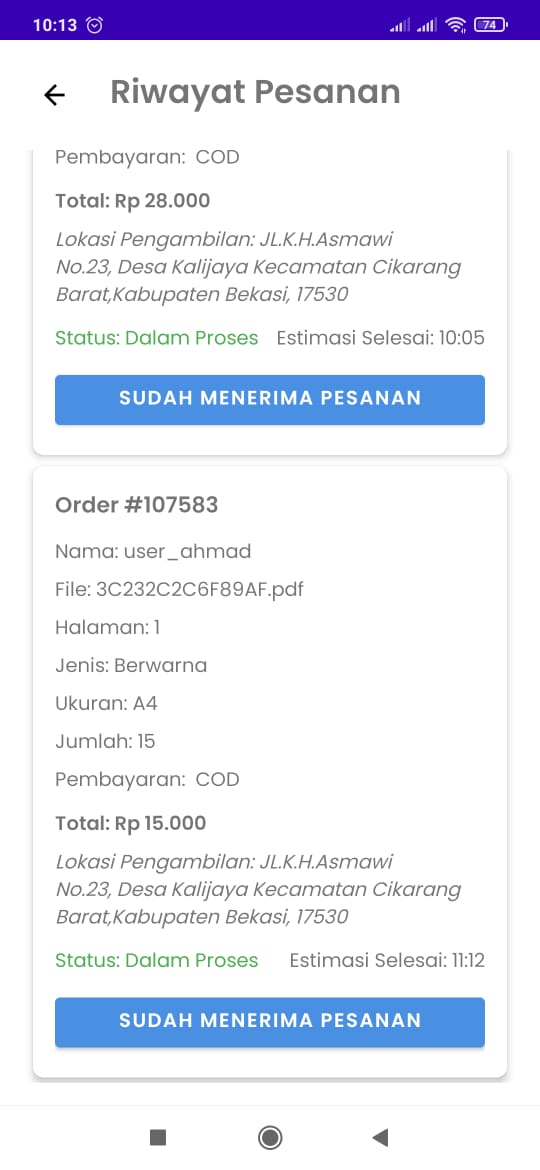 10:13
74
Riwayat Pesanan
Pembayaran: COD
Total: Rp 28.000
Lokasi Pengambilan: JL.K.H.Asmawi
No.23, Desa Kalijaya Kecamatan Cikarang
Barat,Kabupaten Bekasi, 17530
Status: Dalam Proses Estimasi Selesai: 10:05
SUDAH MENERIMA PESANAN
Order #107583
Nama: user_ahmad
File: 3C232C2C6F89AF.pdf
Halaman: 1
Jenis: Berwarna
Ukuran: A4
Jumlah: 15
Pembayaran: COD
Total: Rp 15.000
Lokasi Pengambilan: JL.K.H.Asmawi
No.23, Desa Kalijaya Kecamatan Cikarang
Barat,Kabupaten Bekasi, 17530
Status: Dalam Proses Estimasi Selesai: 11:12
SUDAH MENERIMA PESANAN